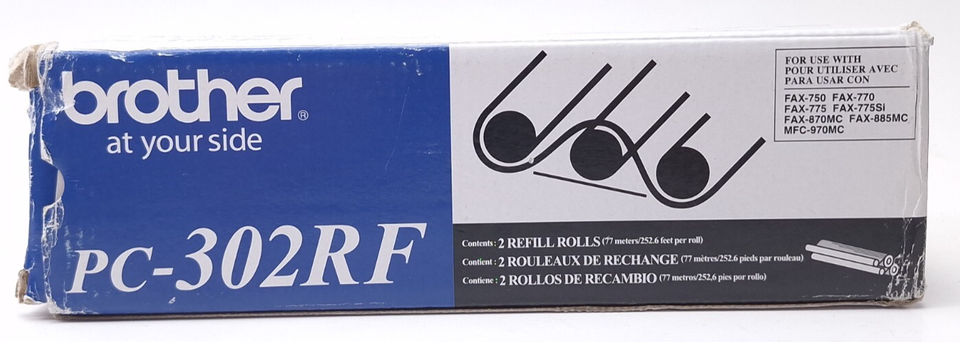 brother®
at your side
PC-302RF
FOR USE WITH
POUR UTILISER AVEC
PARA USAR CON
FAX-750 FAX-770
FAX-775 FAX-775Si
FAX-870MC FAX-885MC
MFC-970MC
Contents: 2 REFILL ROLLS (77 meters/252.6 feet per roll)
Contient: 2 ROULEAUX DE RECHANGE (77 mètres/252.6 pieds par rouleau)
Contiene: 2 ROLLOS DE RECAMBIO (77 metros/252,6 pies por rollo)